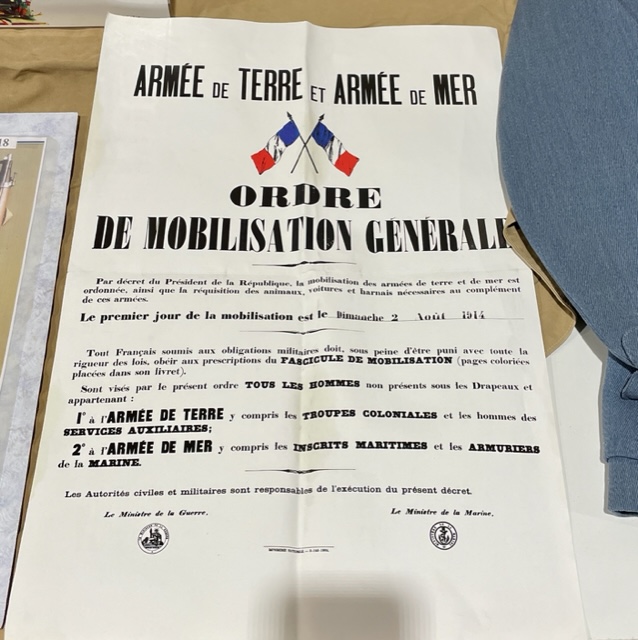 18
ARMÉE DE TERRE ET ARMÉE DE MER
ORDRE
DE MOBILISATION GÉNÉRALE
Par décret du Président de la République, la mobilisation des armées de terre et de mer est
ordonnée, ainsi que la réquisition des animaux, voitures et harnais nécessaires au complément
de ces armées.
Le premier jour de la mobilisation est le Dimanche 2 Août 1914
Tout Français soumis aux obligations militaires doit, sous peine d'être puni avec toute la
rigueur des lois, obéir aux prescriptions du FASCICULE DE MOBILISATION (pages coloriées
placées dans son livret).
Sont visés par le présent ordre TOUS LES HOMMES non présents sous les Drapeaux et
appartenant :
1° à l'ARMÉE DE TERRE y compris les TROUPES COLONIALES et les hommes des
SERVICES AUXILIAIRES;
2° à l'ARMÉE DE MER y compris les INSCRITS MARITIMES et les ARMURIERS
de la MARINE.
Les Autorités civiles et militaires sont responsables de l'exécution du présent décret.
Le Ministre de la Guerre.
Le Ministre de la Marine.